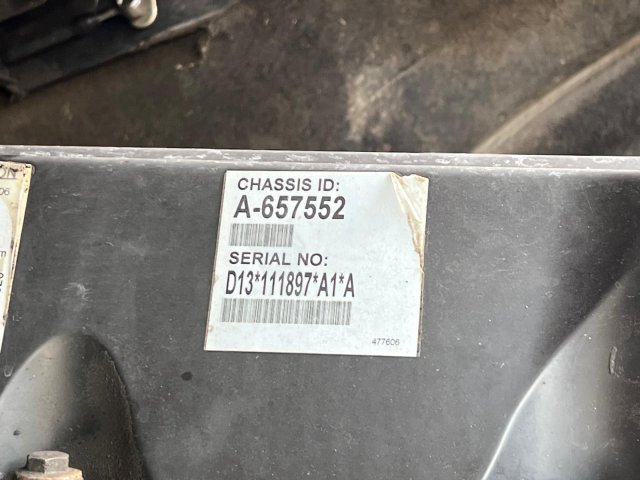 CHASSIS ID:
A-657552
SERIAL NO:
D13*111897*A1*A
477606